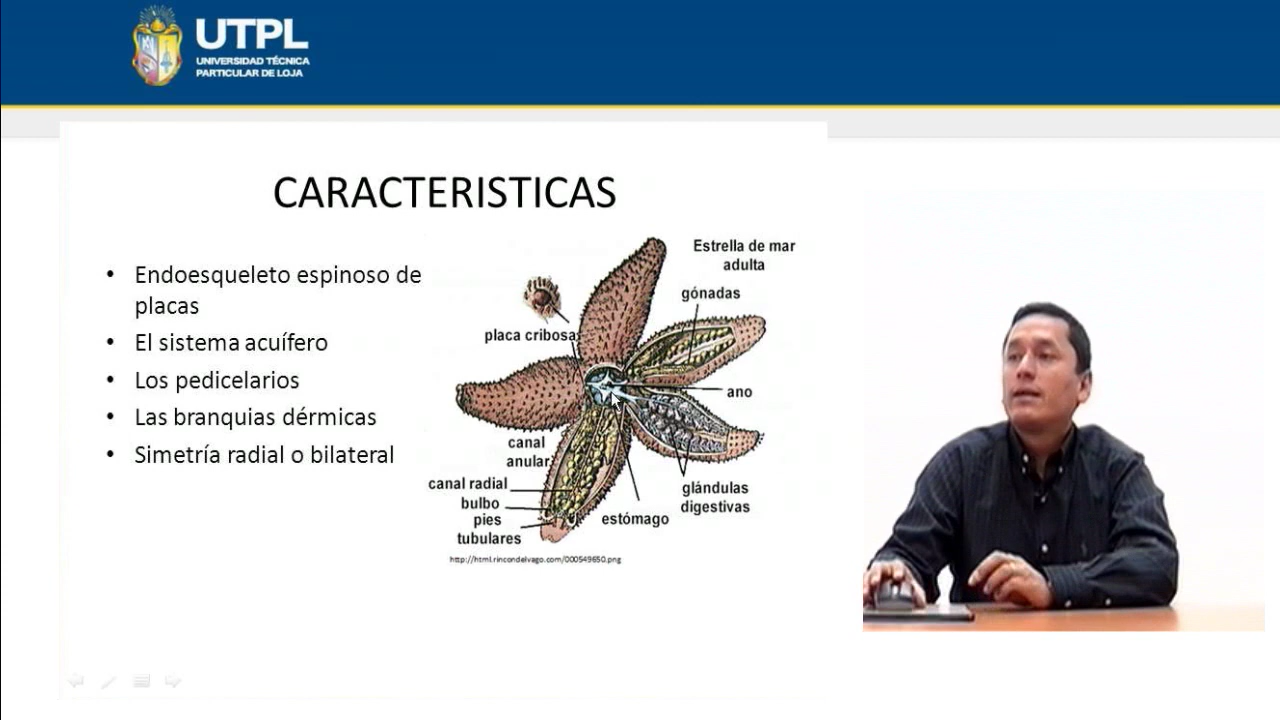 UTPL
UNIVERSIDAD TÉCNICA
PARTICULAR DE LOJA
CARACTERISTICAS
• Endoesqueleto espinoso de
placas
• El sistema acuífero
• Los pedicelarios
• Las branquias dérmicas
• Simetría radial o bilateral
Estrella de mar
adulta
gónadas
placa cribosa
ano
canal
anular
canal radial
bulbo
pies
tubulares
estómago
glándulas
digestivas
http://html.rincondelvago.com/000549650.png